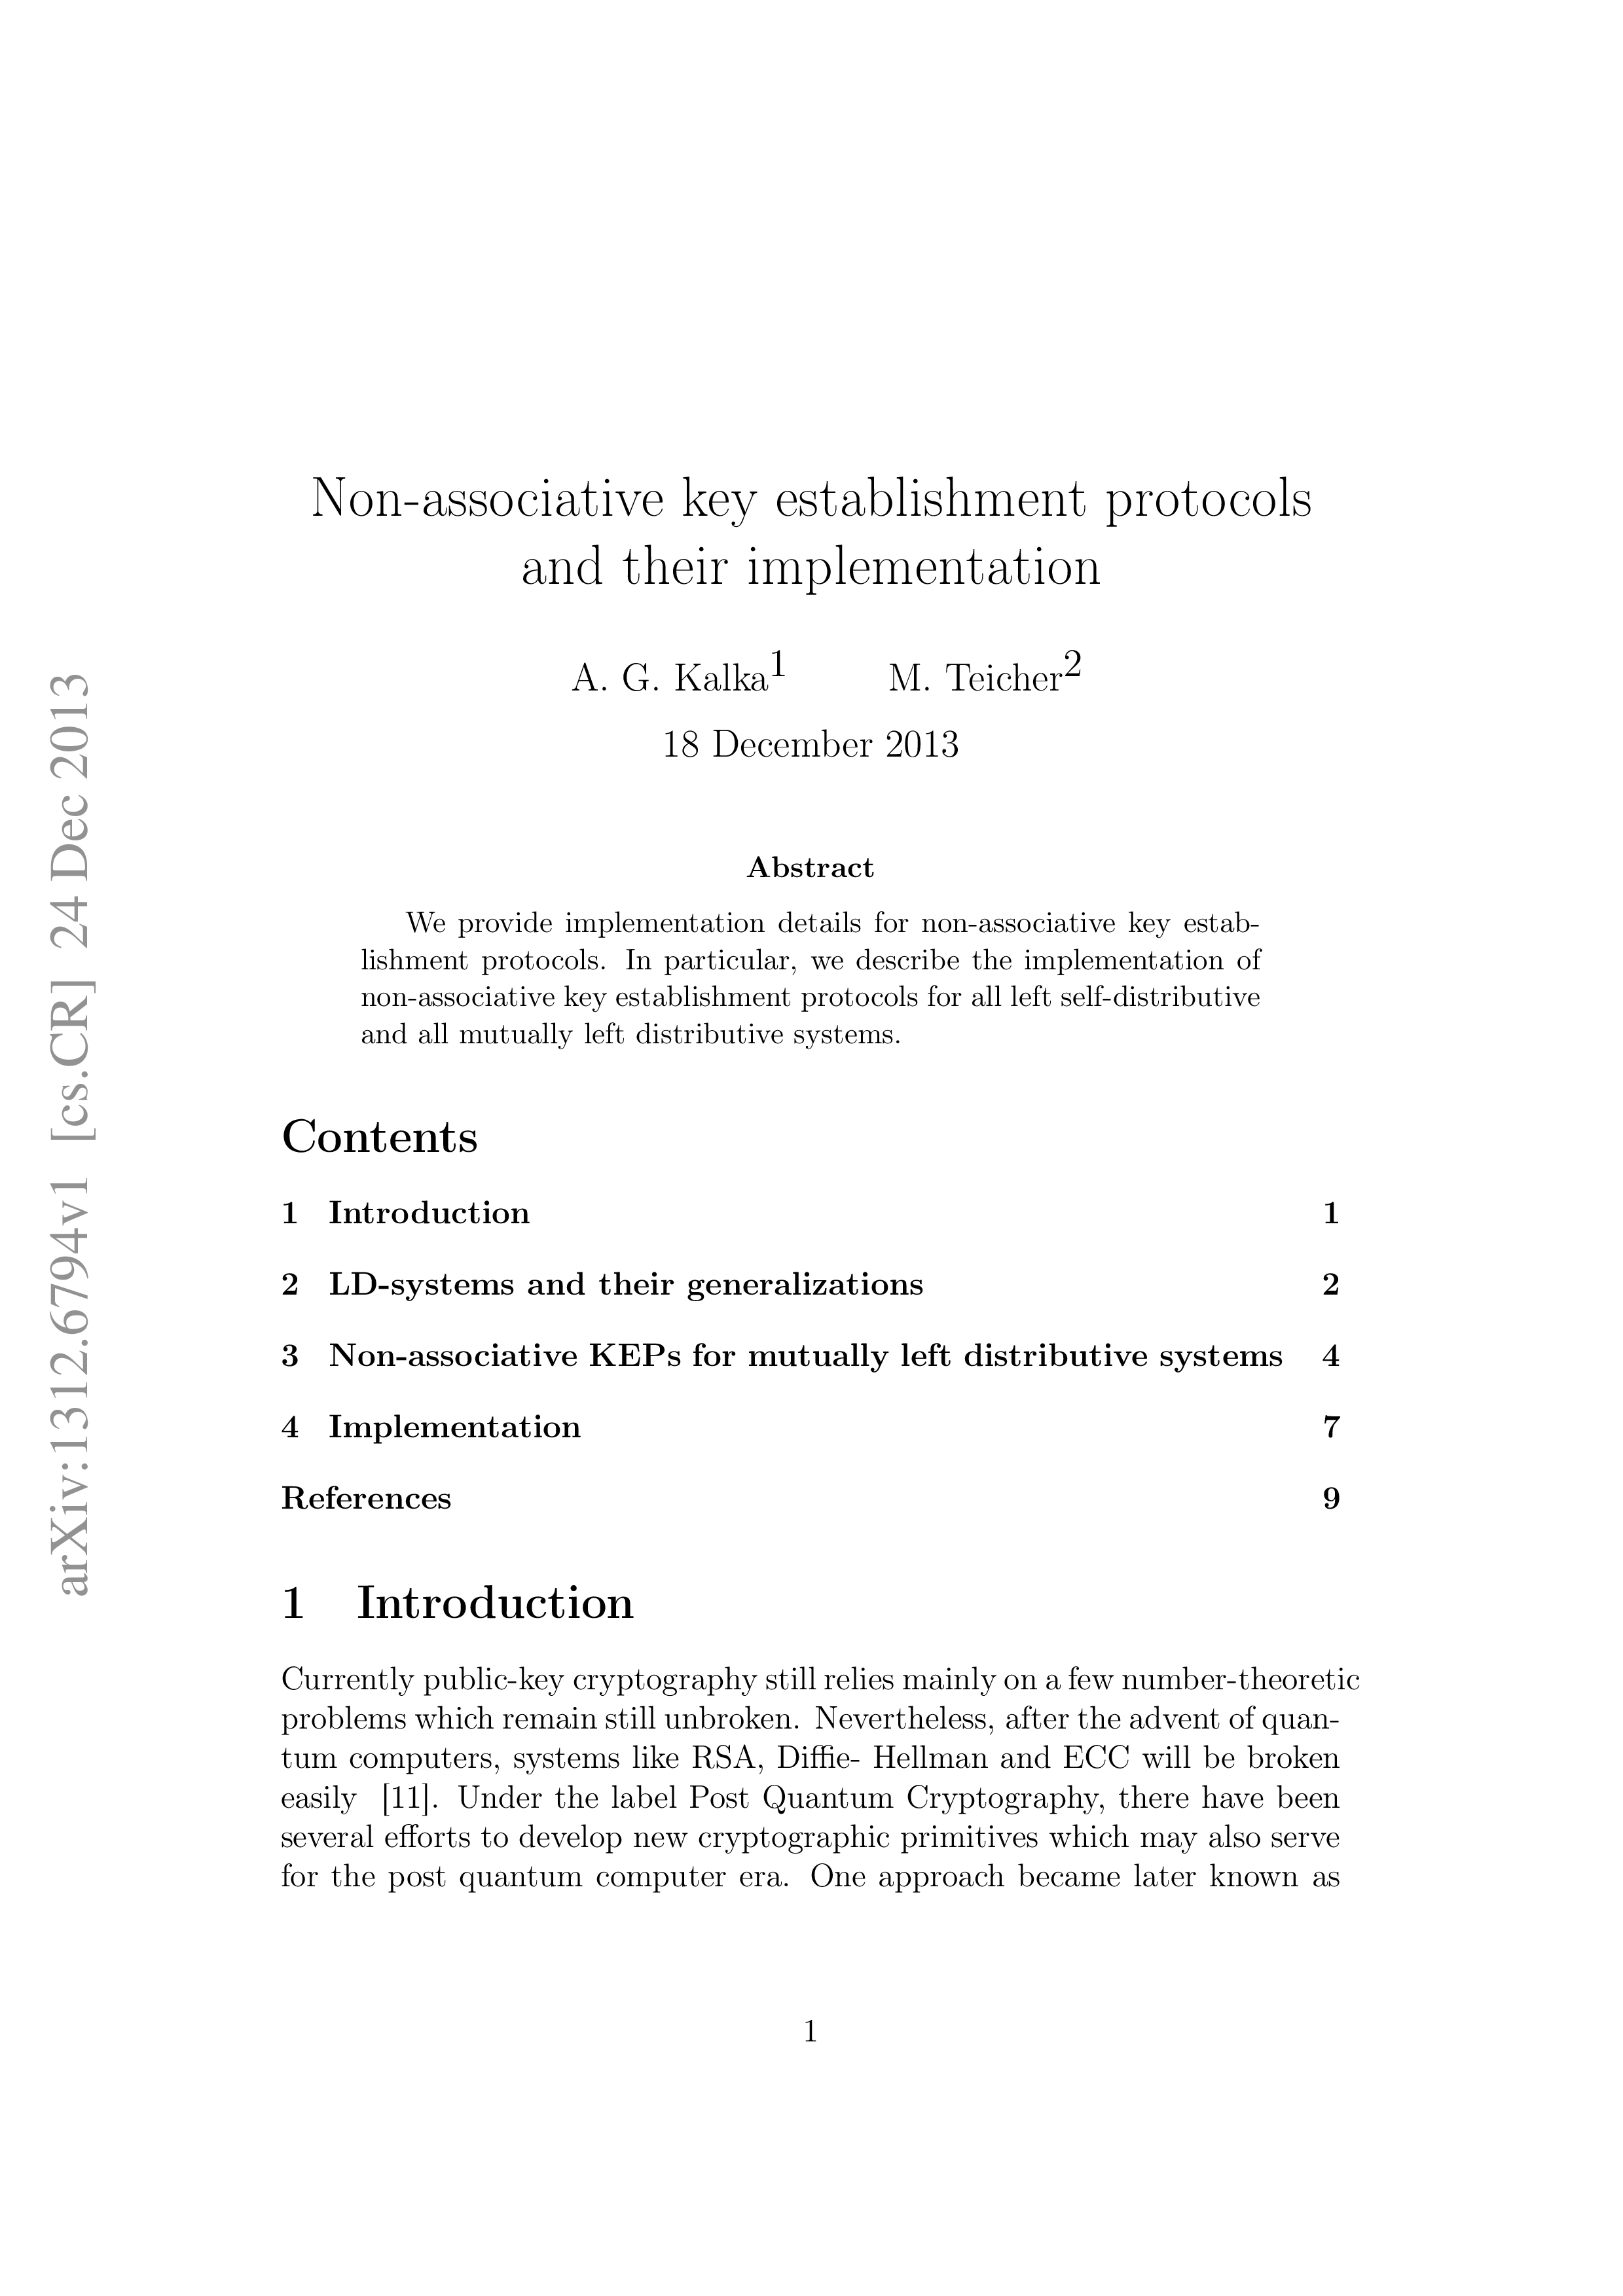 Non-associative key establishment protocols
and their implementation
A. G. Kalka1 M. Teicher2
18 December 2013
Abstract
We provide implementation details for non-associative key estab-
lishment protocols. In particular, we describe the implementation of
non-associative key establishment protocols for all left self-distributive
and all mutually left distributive systems.
Contents
1 Introduction 1
2 LD-systems and their generalizations 2
3 Non-associative KEPs for mutually left distributive systems 4
4 Implementation 7
References 9
1 Introduction
Currently public-key cryptography still relies mainly on a few number-theoretic
problems which remain still unbroken. Nevertheless, after the advent of quan-
tum computers, systems like RSA, Diffie- Hellman and ECC will be broken
easily [11]. Under the label Post Quantum Cryptography, there have been
several efforts to develop new cryptographic primitives which may also serve
for the post quantum computer era. One approach became later known as
1
arXiv:1312.6794v1 [cs.CR] 24 Dec 2013